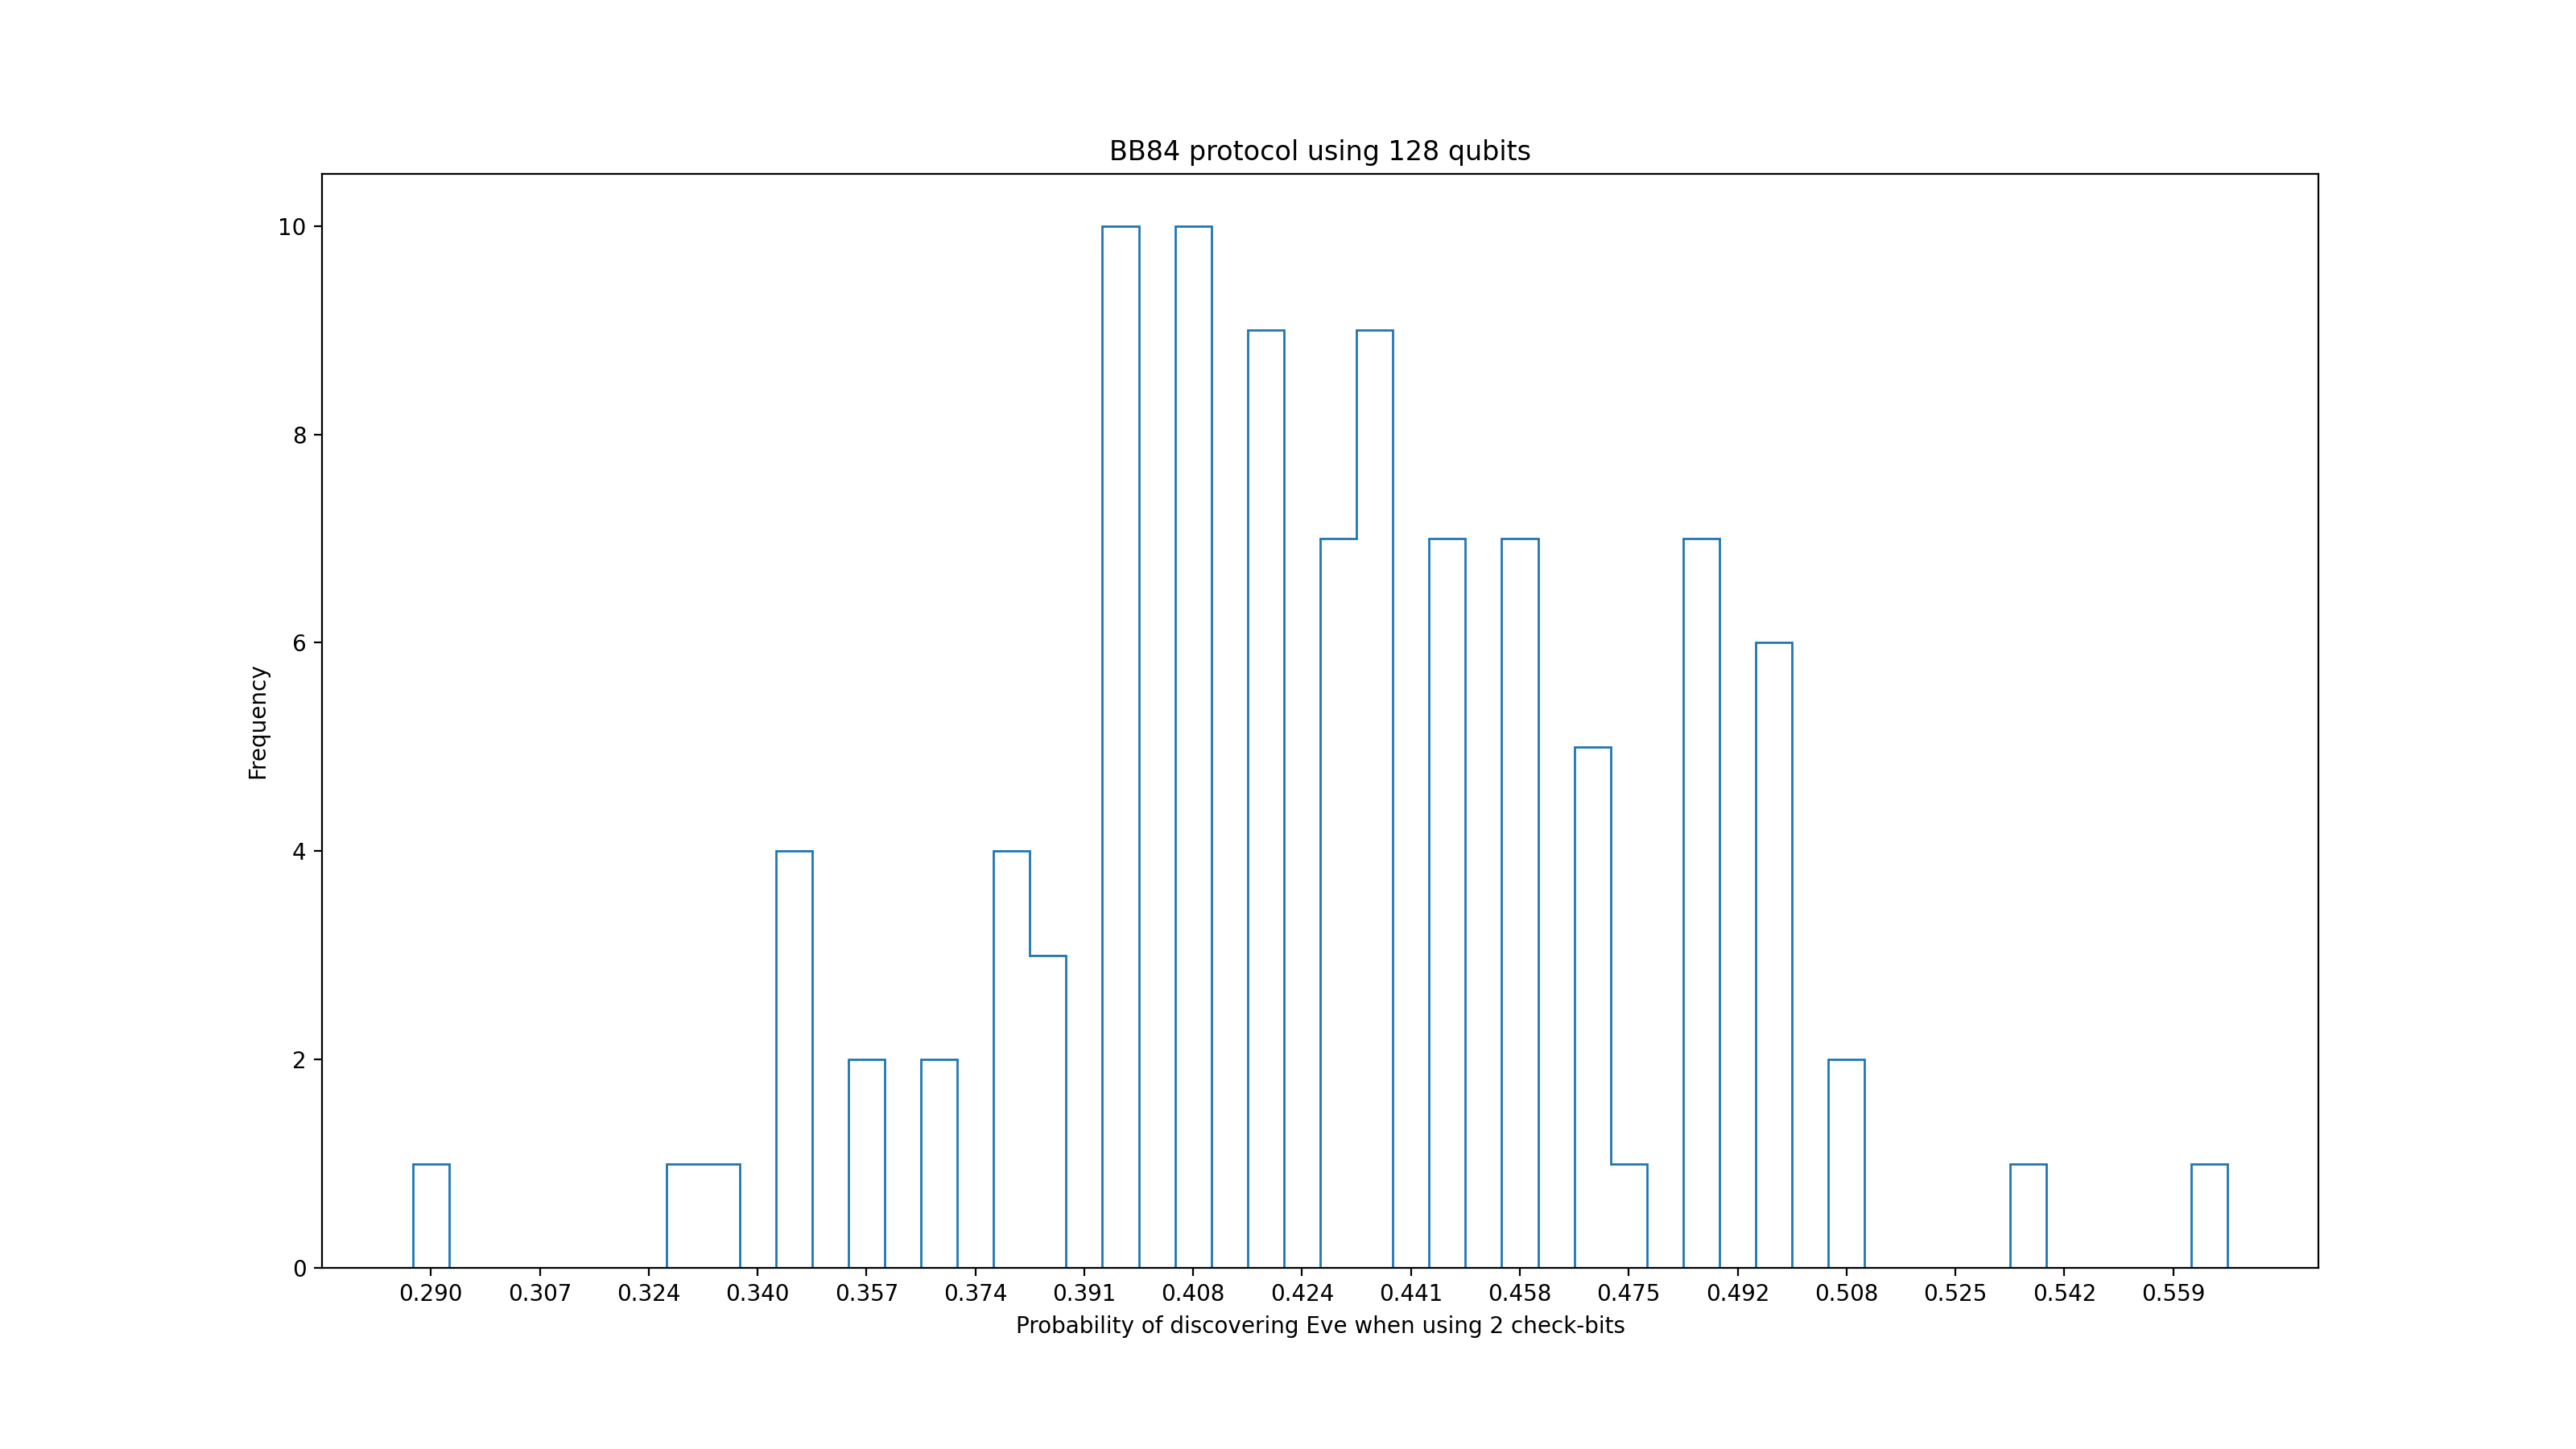 BB84 protocol using 128 qubits
10
8
6
4
2
0
Frequency
0.290 0.307 0.324 0.340 0.357 0.374 0.391 0.408 0.424 0.441 0.458 0.475 0.492 0.508 0.525 0.542 0.559
Probability of discovering Eve when using 2 check-bits